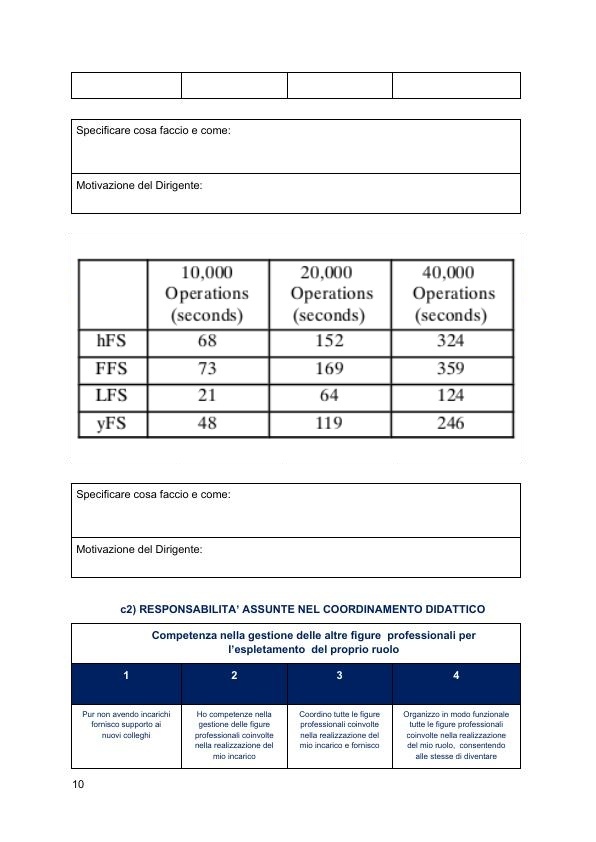 Specificare cosa faccio e come:
Motivazione del Dirigente:
10,000 20,000 40,000
Operations Operations Operations
(seconds) (seconds) (seconds)
hFS 68 152 324
FFS 73 169 359
LFS 21 64 124
yFS 48 119 246
Specificare cosa faccio e come:
Motivazione del Dirigente:
c2) RESPONSABILITA’ ASSUNTE NEL COORDINAMENTO DIDATTICO
Competenza nella gestione delle altre figure professionali per
l’espletamento del proprio ruolo
1 2 3 4
Pur non avendo incarichi
fornisco supporto ai
nuovi colleghi
Ho competenze nella
gestione delle figure
professionali coinvolte
nella realizzazione del
mio incarico
Coordino tutte le figure
professionali coinvolte
nella realizzazione del
mio incarico e fornisco
Organizzo in modo funzionale
tutte le figure professionali
coinvolte nella realizzazione
del mio ruolo, consentendo
alle stesse di diventare
10